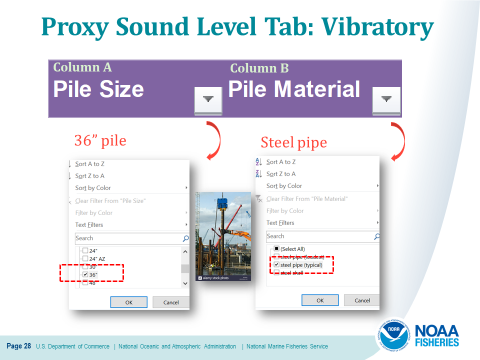 Proxy Sound Level Tab: Vibratory
Column A
Pile Size
Column B
Pile Material
36” pile
Steel pipe
Sort A to Z
Sort Z to A
Sort by Color
Clear Filter From "Pile Size"
Filter by Color
Text Filters
Search
24"
24" AZ
30"
36"
OK
Cancel
Sort A to Z
Sort Z to A
Sort by Color
Clear Filter From "Pile Material"
Filter by Color
Text Filters
Search
(Select All)
steel pipe (typical)
steel shell
OK
Cancel
Page 28 U.S. Department of Commerce | National Oceanic and Atmospheric Administration | National Marine Fisheries Service
NOAA
NOAA
FISHERIES